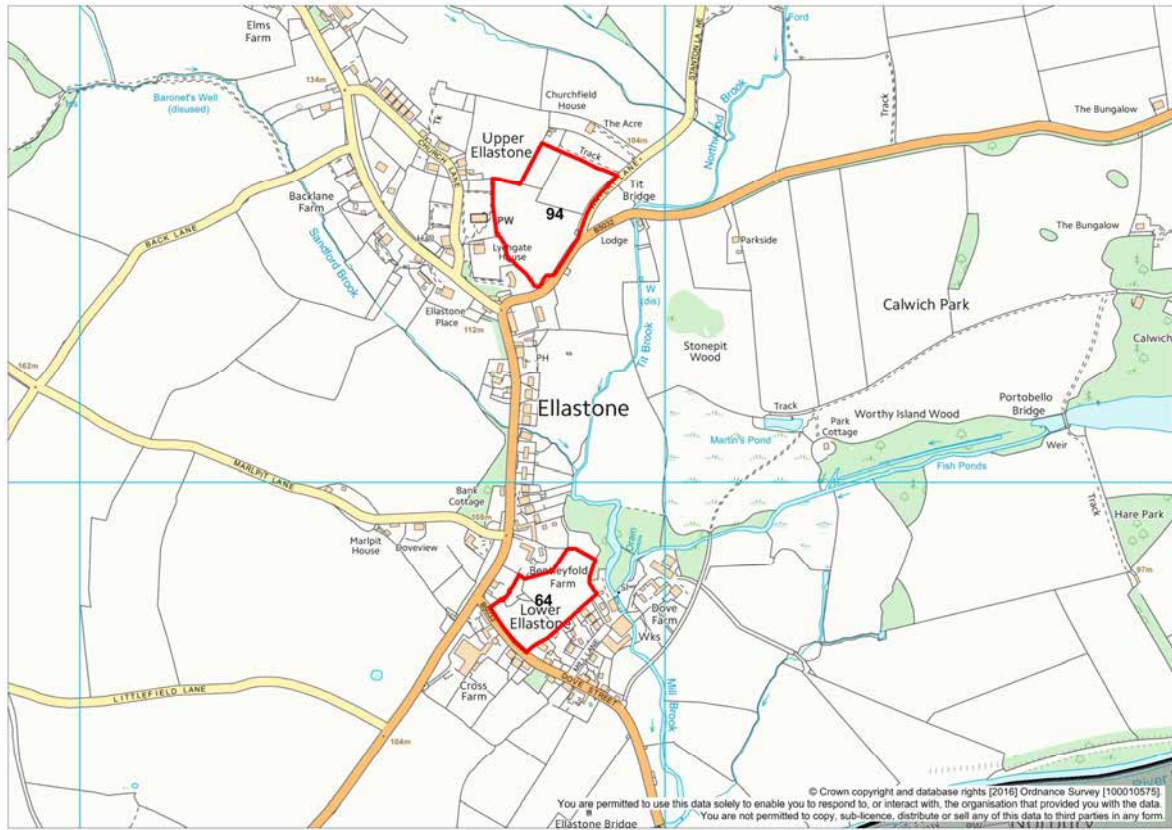 Elms
Farm
Ford
STANTON LANE
Brook
Northwood
Baronet's Well
(disused)
134m
Tk
Churchfield
House
The Acre
104m
Track
The Bungalow
Upper
Ellastone
Track
CHURCH LANE
Tit
Bridge
94
PW
B5032
Lodge
Parkside
The Bungalow
BACK LANE
Backlane
Farm
Hall
Lychgate
House
Sandford Brook
W
(dis)
Calwich Park
Ellastone
Place
112m
Calwich
Stonepit
Wood
Tit Brook
PH
162m
Ellastone
Track
Worthy Island Wood
Portobello
Bridge
Park
Cottage
Martin's Pond
Weir
Fish Ponds
MARLPIT LANE
Bank
Cottage
Track
Hare Park
Marlpit
House
Doveview
Drain
Bentleyfold
Farm
97m
64
Lower
Ellastone
Dove
Farm
Wks
MILL LANE
Cross
Farm
DOVE STREET
Mill Brook
LITTLEFIELD LANE
104m
River
© Crown copyright and database rights [2016] Ordnance Survey [100010575].
You are permitted to use this data solely to enable you to respond to, or interact with, the organisation that provided you with the data.
You are not permitted to copy, sub-licence, distribute or sell any of this data to third parties in any form.
Ellastone Bridge
Norbury